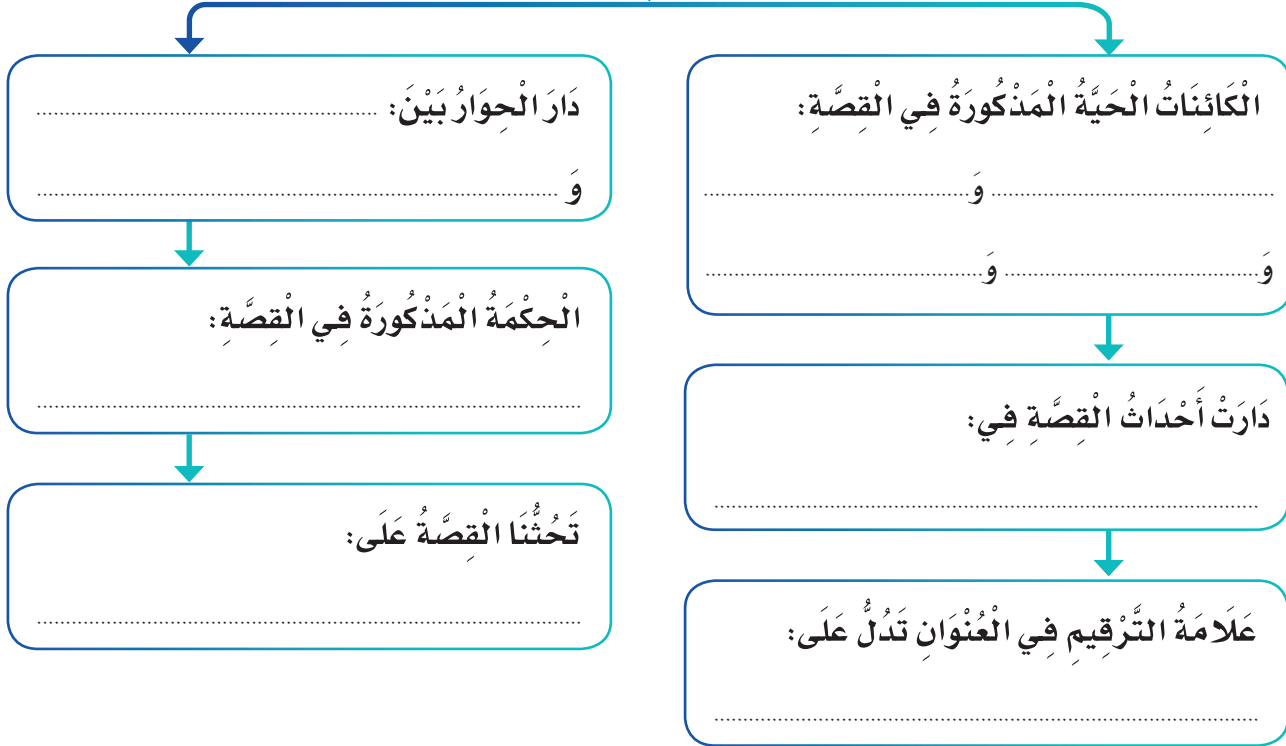 الْكَائِنَاتُ الْحَيَّةُ الْمَذْكُورَةُ فِي الْقِصَّةِ:
........................ وَ ........................
وَ ........................ وَ ........................
دَارَتْ أَحْدَاثُ الْقِصَّةِ فِي:
................................................
عَلَامَةُ التَّرْقِيمِ فِي الْعُنْوَانِ تَدُلُّ عَلَى:
................................................
دَارَ الْحِوَارُ بَيْنَ: ........................
وَ ................................................
الْحِكْمَةُ الْمَذْكُورَةُ فِي الْقِصَّةِ:
................................................
تَحُثُّنَا الْقِصَّةُ عَلَى:
................................................